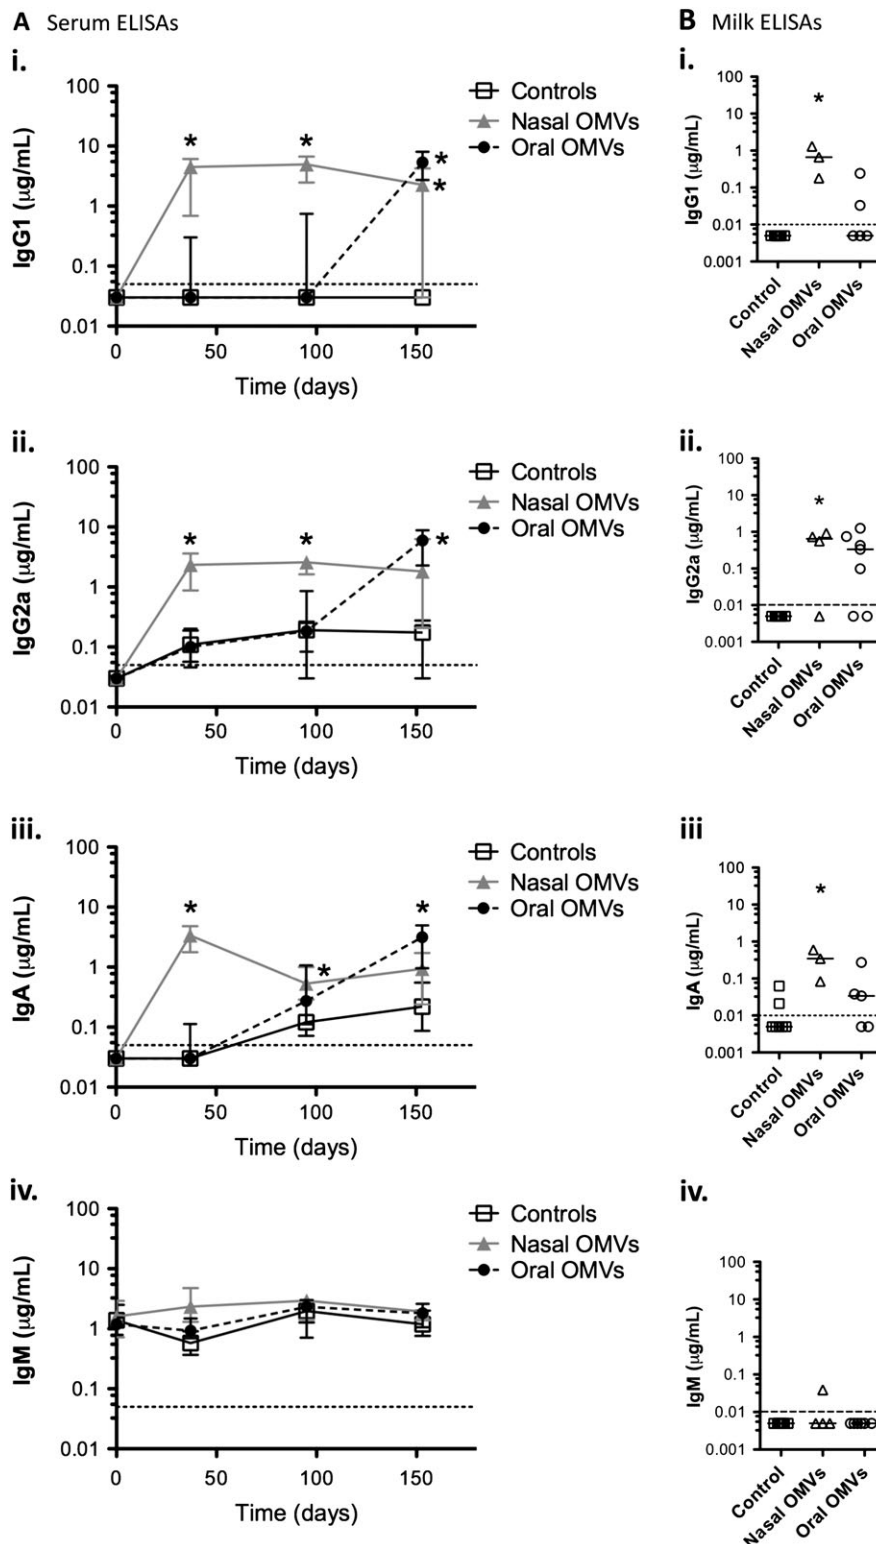 A Serum ELISAs
i.
100
10
1
0.1
0.01
IgG1 (µg/mL)
0
50
100
150
Time (days)
*
*
*
*
Controls
Nasal OMVs
Oral OMVs
ii.
100
10
1
0.1
0.01
IgG2a (µg/mL)
0
50
100
150
Time (days)
*
*
*
Controls
Nasal OMVs
Oral OMVs
iii.
100
10
1
0.1
0.01
IgA (µg/mL)
0
50
100
150
Time (days)
*
*
*
Controls
Nasal OMVs
Oral OMVs
iv.
100
10
1
0.1
0.01
IgM (µg/mL)
0
50
100
150
Time (days)
Controls
Nasal OMVs
Oral OMVs
B Milk ELISAs
i.
100
10
1
0.1
0.010
0.001
IgG1 (µg/mL)
*
Control
Nasal OMVs
Oral OMVs
ii.
100
10
1
0.1
0.010
0.001
IgG2a (µg/mL)
*
Control
Nasal OMVs
Oral OMVs
iii
100
10
1
0.1
0.010
0.001
IgA (µg/mL)
*
Control
Nasal OMVs
Oral OMVs
iv.
100
10
1
0.1
0.010
0.001
IgM (µg/mL)
Control
Nasal OMVs
Oral OMVs